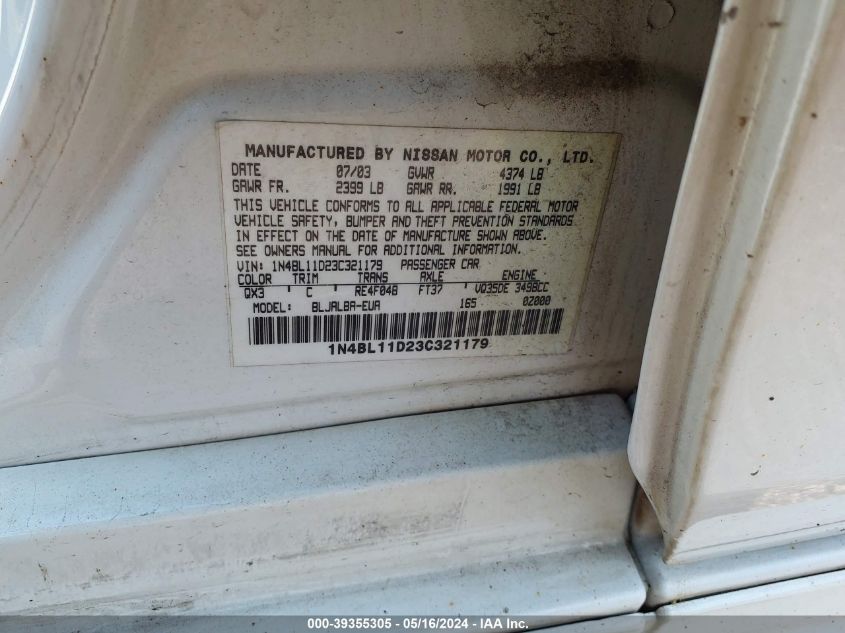 MANUFACTURED BY NISSAN MOTOR CO., LTD.
DATE 07/03 GVWR 4374 LB
GAWR FR. 2399 LB GAWR RR. 1991 LB
THIS VEHICLE CONFORMS TO ALL APPLICABLE FEDERAL MOTOR
VEHICLE SAFETY, BUMPER AND THEFT PREVENTION STANDARDS
IN EFFECT ON THE DATE OF MANUFACTURE SHOWN ABOVE.
SEE OWNERS MANUAL FOR ADDITIONAL INFORMATION.
VIN: 1N4BL11D23C321179 PASSENGER CAR
COLOR TRIM TRANS AXLE ENGINE
QX3 C RE4F04B FT37 VQ35DE 3498CC
MODEL: BLJALBA-EUA 165 0Z000
1N4BL11D23C321179
000-39355305 - 05/16/2024 - IAA Inc.